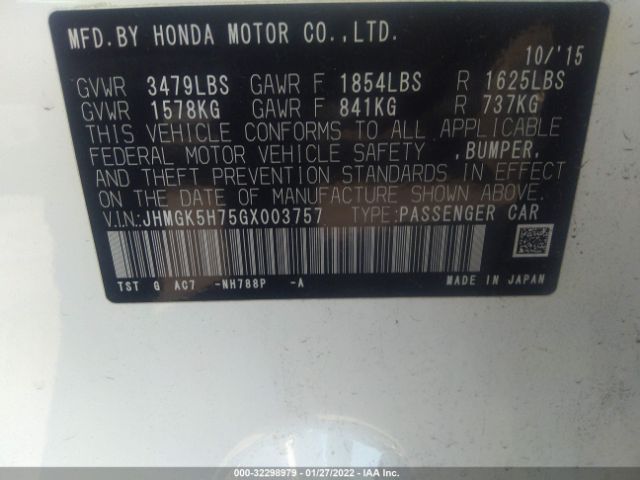 MFD.BY HONDA MOTOR CO.,LTD.
10/'15
GVWR 3479LBS GAWR F 1854LBS R 1625LBS
GVWR 1578KG GAWR F 841KG R 737KG
THIS VEHICLE CONFORMS TO ALL APPLICABLE
FEDERAL MOTOR VEHICLE SAFETY ,BUMPER,
AND THEFT PREVENTION STANDARDS IN EFFECT
ON THE DATE OF MANUFACTURE SHOWN ABOVE.
V.I.N.:JHMGK5H75GX003757 TYPE:PASSENGER CAR
TST G AC7 -NH788P -A MADE IN JAPAN
000-32298979 - 01/27/2022 - IAA Inc.